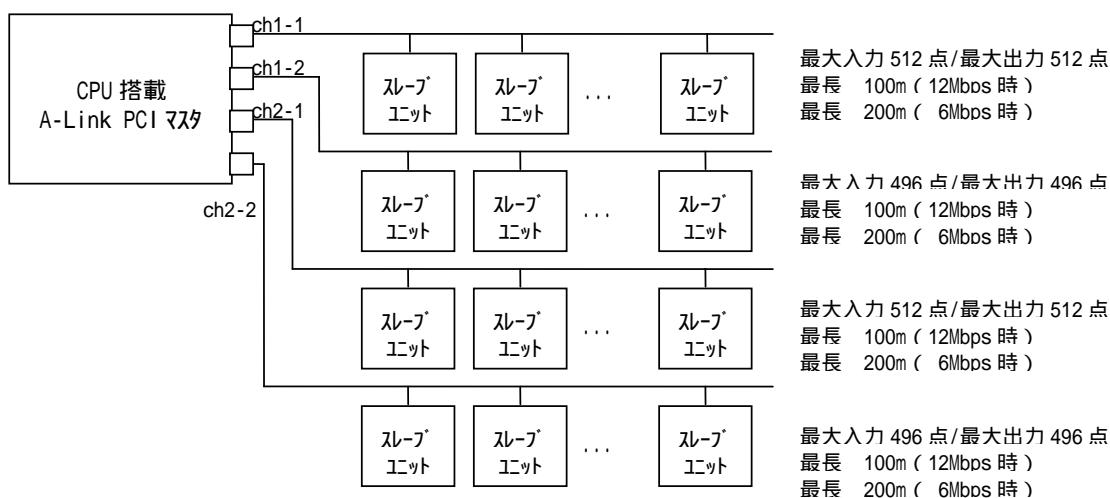 ch1-1
ch1-2
ch2-1
ch2-2
CPU 搭載
A-Link PCI マスタ
スレーブ
ユニット
スレーブ
ユニット
...
スレーブ
ユニット
最大入力 512 点/最大出力 512 点
最長 100m ( 12Mbps 時 )
最長 200m ( 6Mbps 時 )
スレーブ
ユニット
スレーブ
ユニット
...
スレーブ
ユニット
最大入力 496 点/最大出力 496 点
最長 100m ( 12Mbps 時 )
最長 200m ( 6Mbps 時 )
スレーブ
ユニット
スレーブ
ユニット
...
スレーブ
ユニット
最大入力 512 点/最大出力 512 点
最長 100m ( 12Mbps 時 )
最長 200m ( 6Mbps 時 )
スレーブ
ユニット
スレーブ
ユニット
...
スレーブ
ユニット
最大入力 496 点/最大出力 496 点
最長 100m ( 12Mbps 時 )
最長 200m ( 6Mbps 時 )